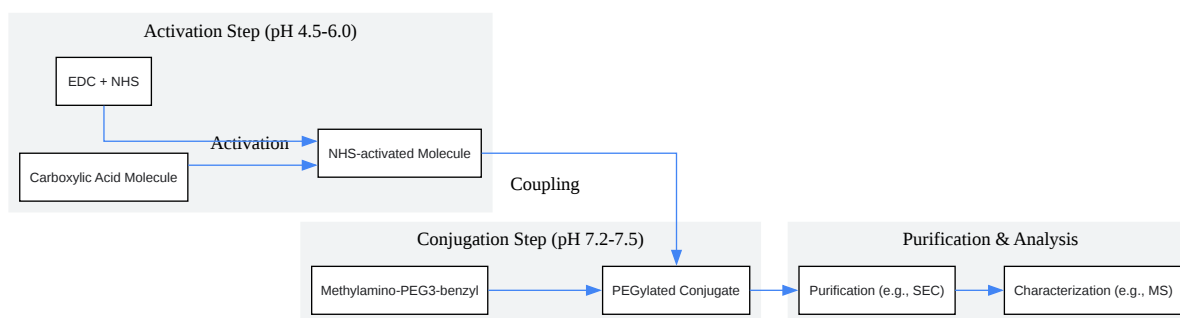 Activation Step (pH 4.5-6.0)
EDC + NHS
Activation
Carboxylic Acid Molecule
NHS-activated Molecule
Coupling
Conjugation Step (pH 7.2-7.5)
Methylamino-PEG3-benzyl
PEGylated Conjugate
Purification & Analysis
Purification (e.g., SEC)
Characterization (e.g., MS)